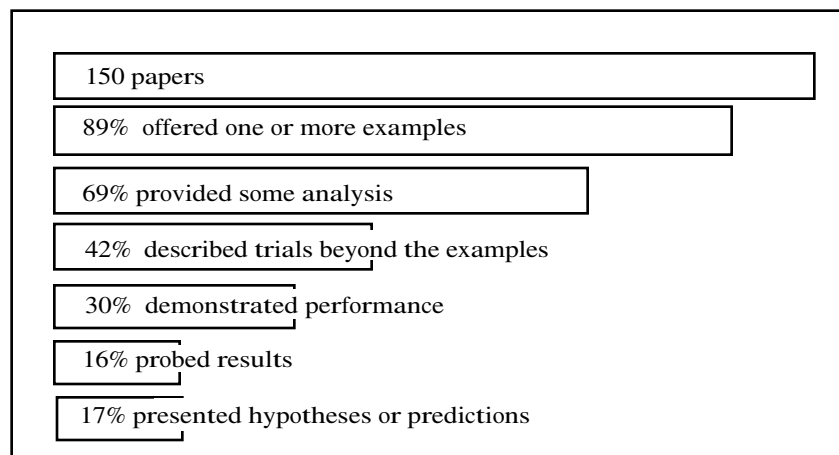 150 papers
89% offered one or more examples
69% provided some analysis
42% described trials beyond the examples
30% demonstrated performance
16% probed results
17% presented hypotheses or predictions